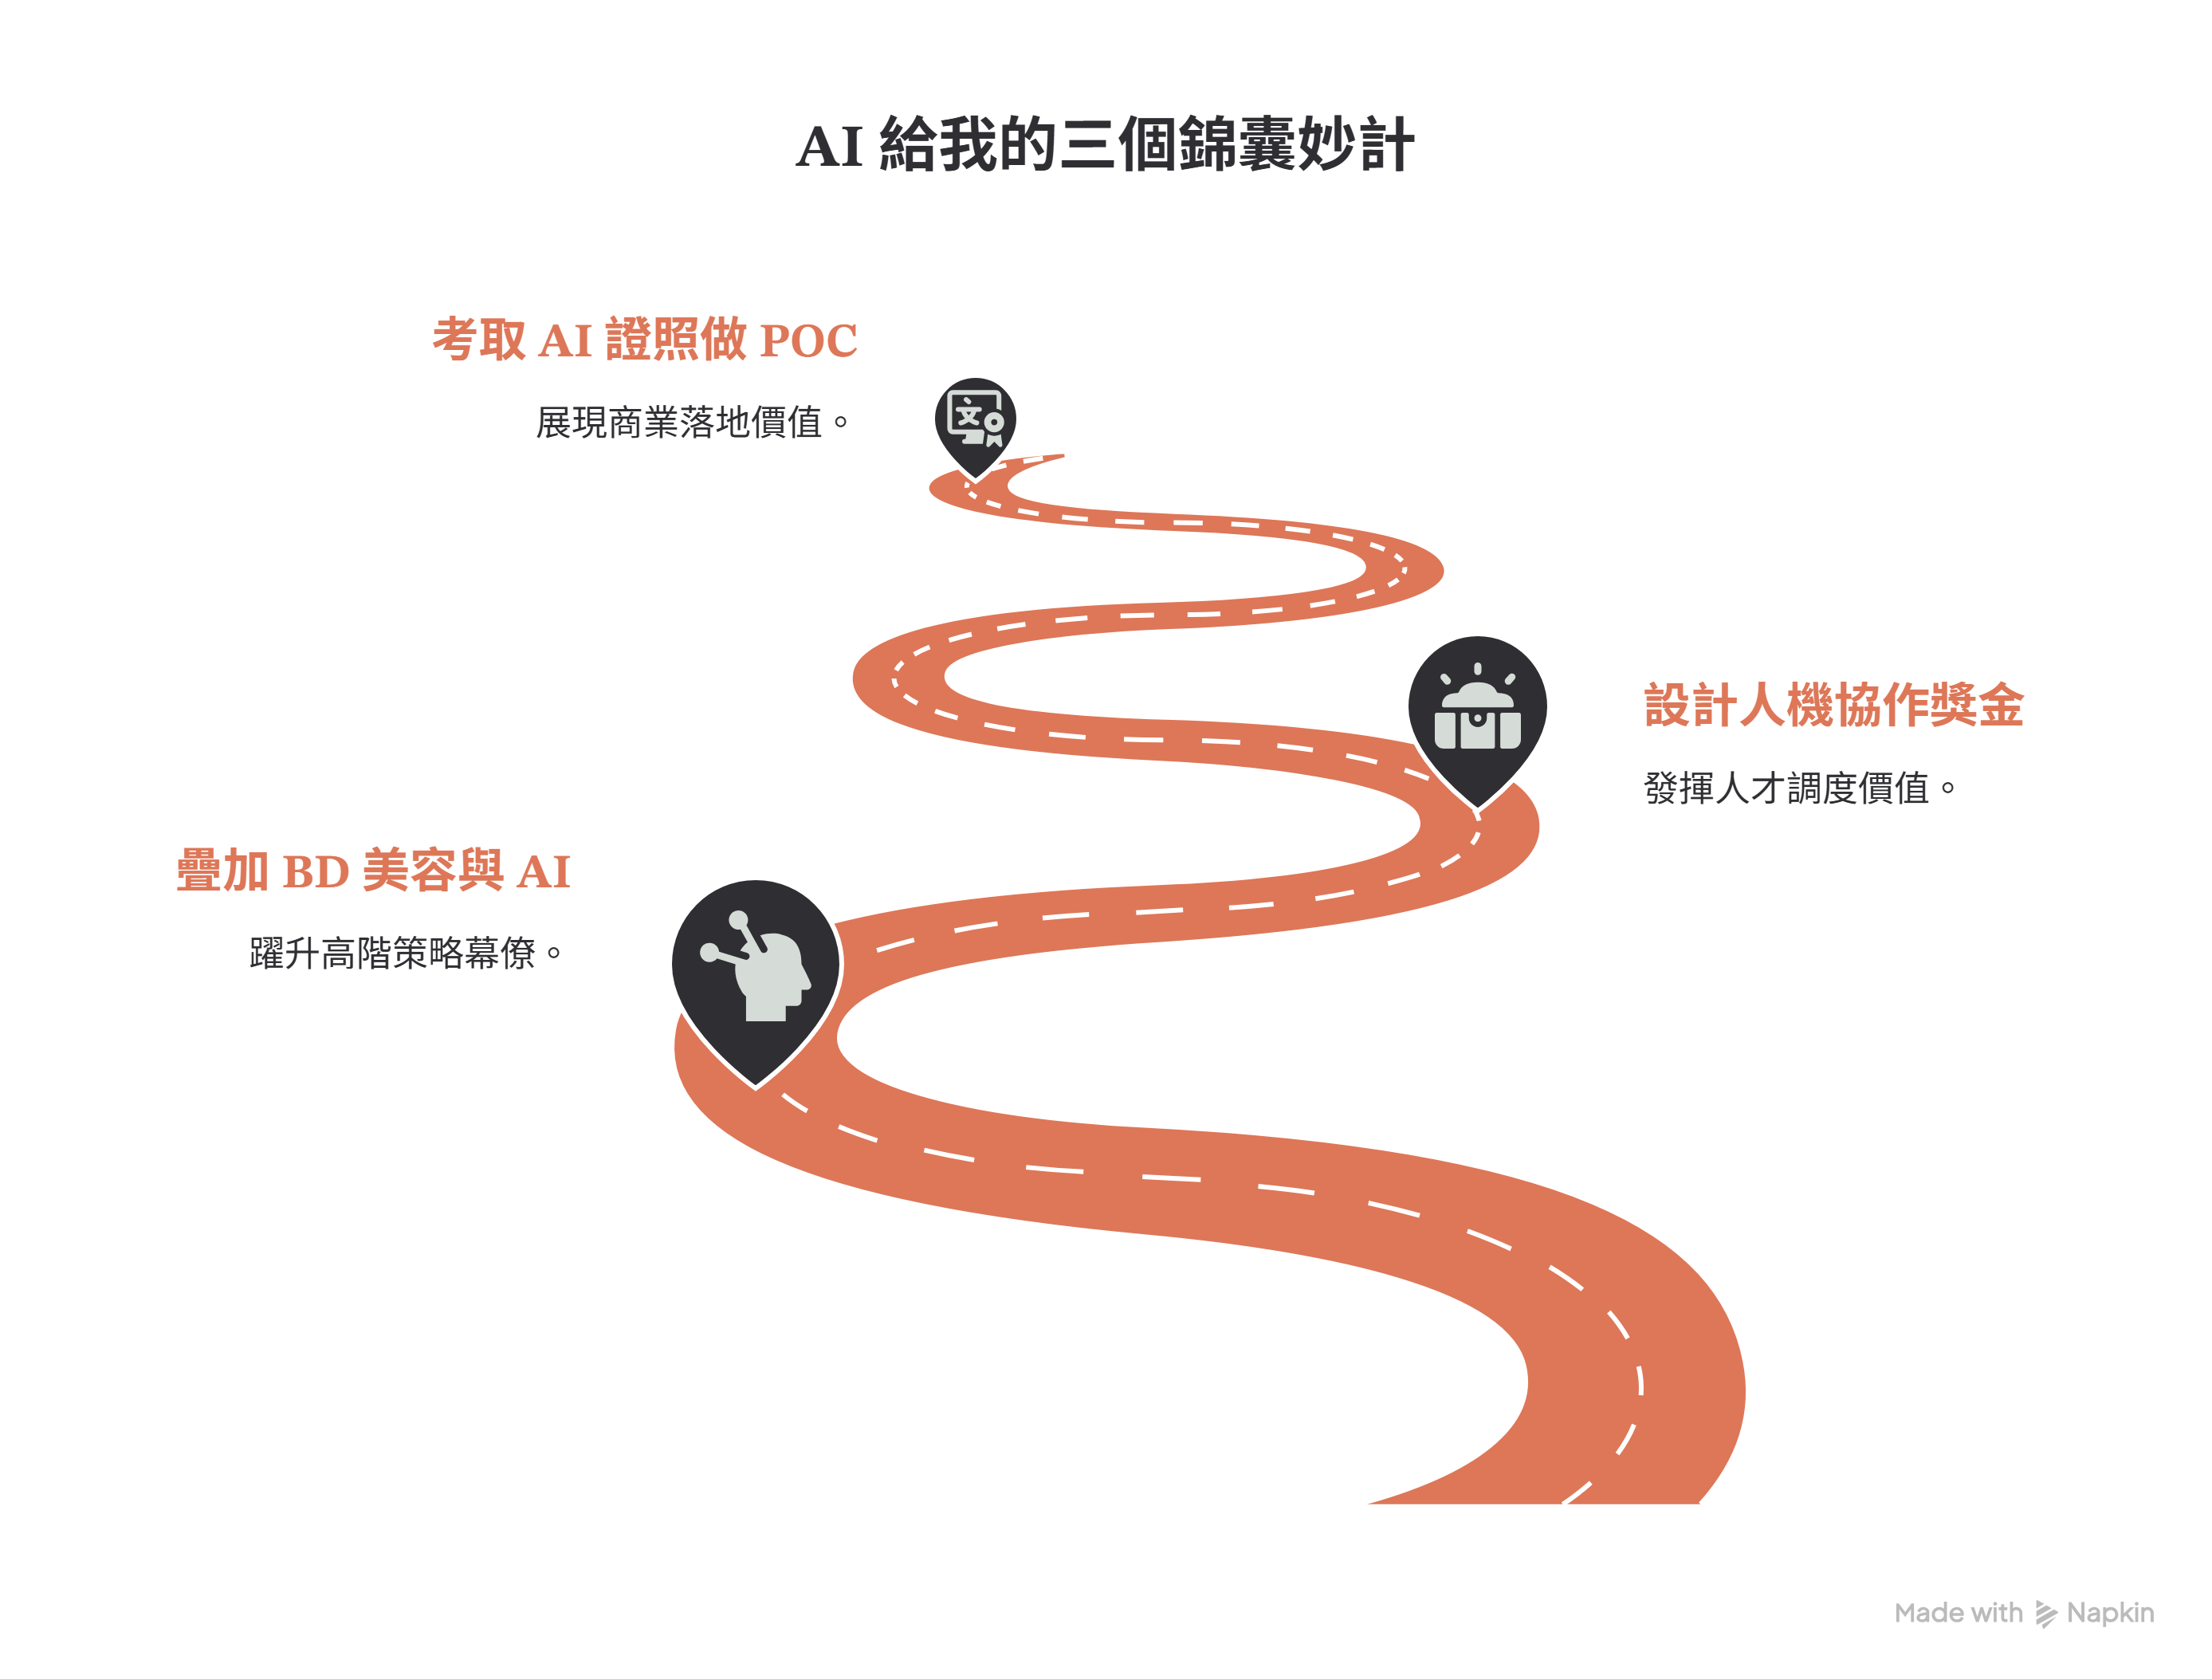 AI 給我的三個錦囊妙計
考取 AI 證照做 POC
展現商業落地價值。
設計人機協作獎金
發揮人才調度價值。
疊加 BD 美容與 AI
躍升高階策略幕僚。
Made with Napkin